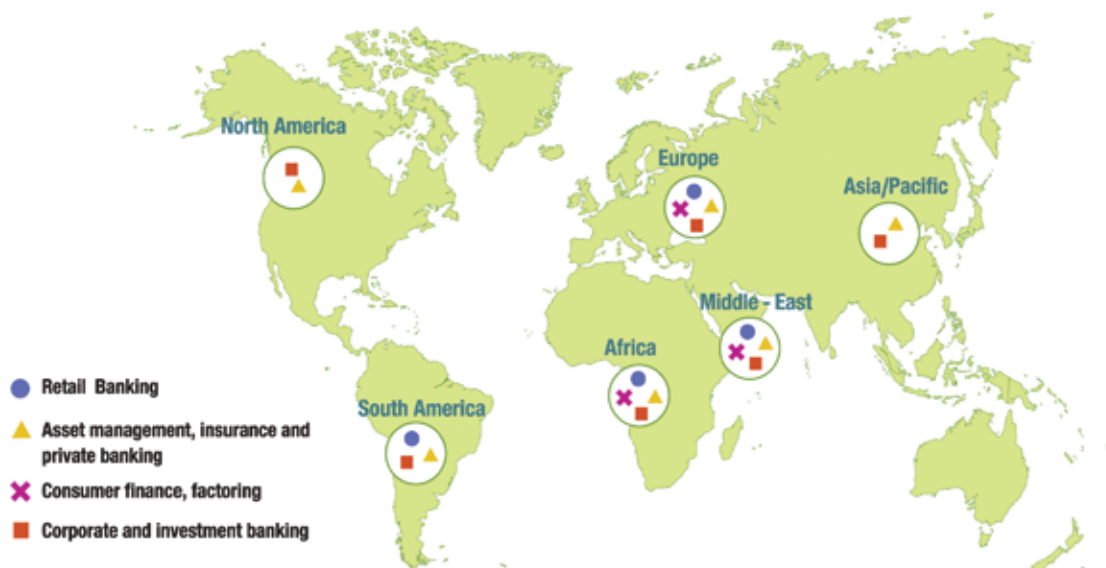 North America
Europe
Asia/Pacific
Middle - East
Africa
South America
Retail Banking
Asset management, insurance and
private banking
Consumer finance, factoring
Corporate and investment banking